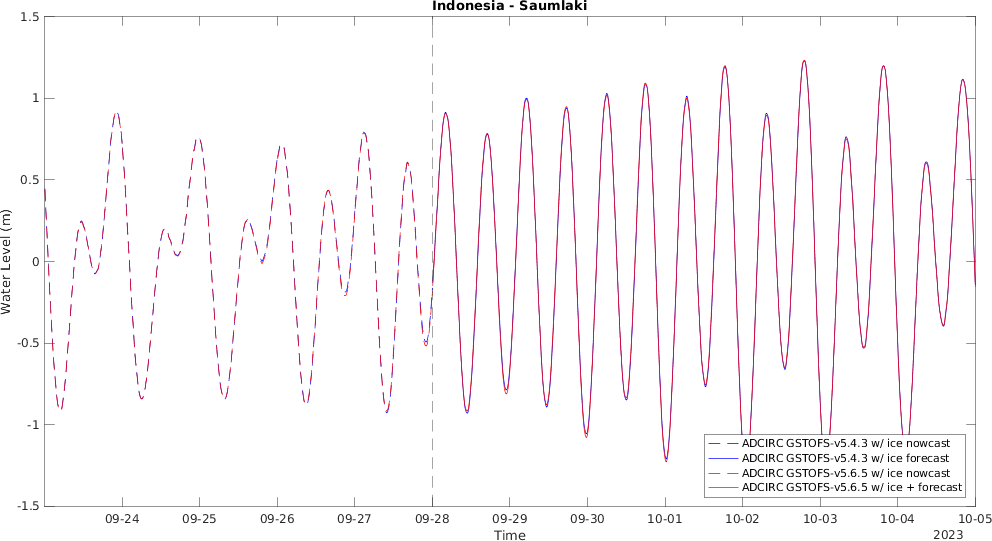 Indonesia - Saumlaki
1.5
1
0.5
0
-0.5
-1
-1.5
Water Level (m)
09-24 09-25 09-26 09-27 09-28 09-29 09-30 10-01 10-02 10-03 10-04 10-05
Time
2023
ADCIRC GSTOFS-v5.4.3 w/ ice nowcast
ADCIRC GSTOFS-v5.4.3 w/ ice forecast
ADCIRC GSTOFS-v5.6.5 w/ ice nowcast
ADCIRC GSTOFS-v5.6.5 w/ ice + forecast